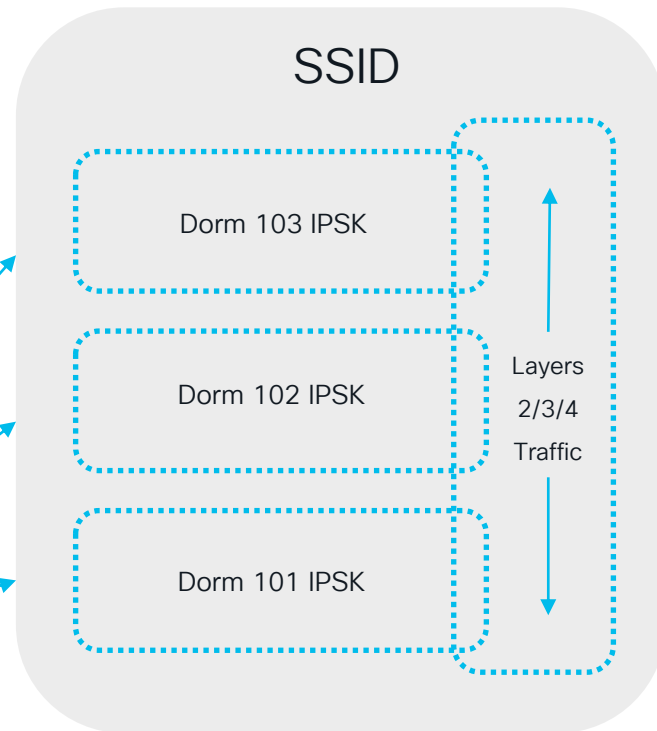 SSID
Dorm 103 IPSK
Dorm 102 IPSK
Layers
2/3/4
Traffic
Dorm 101 IPSK